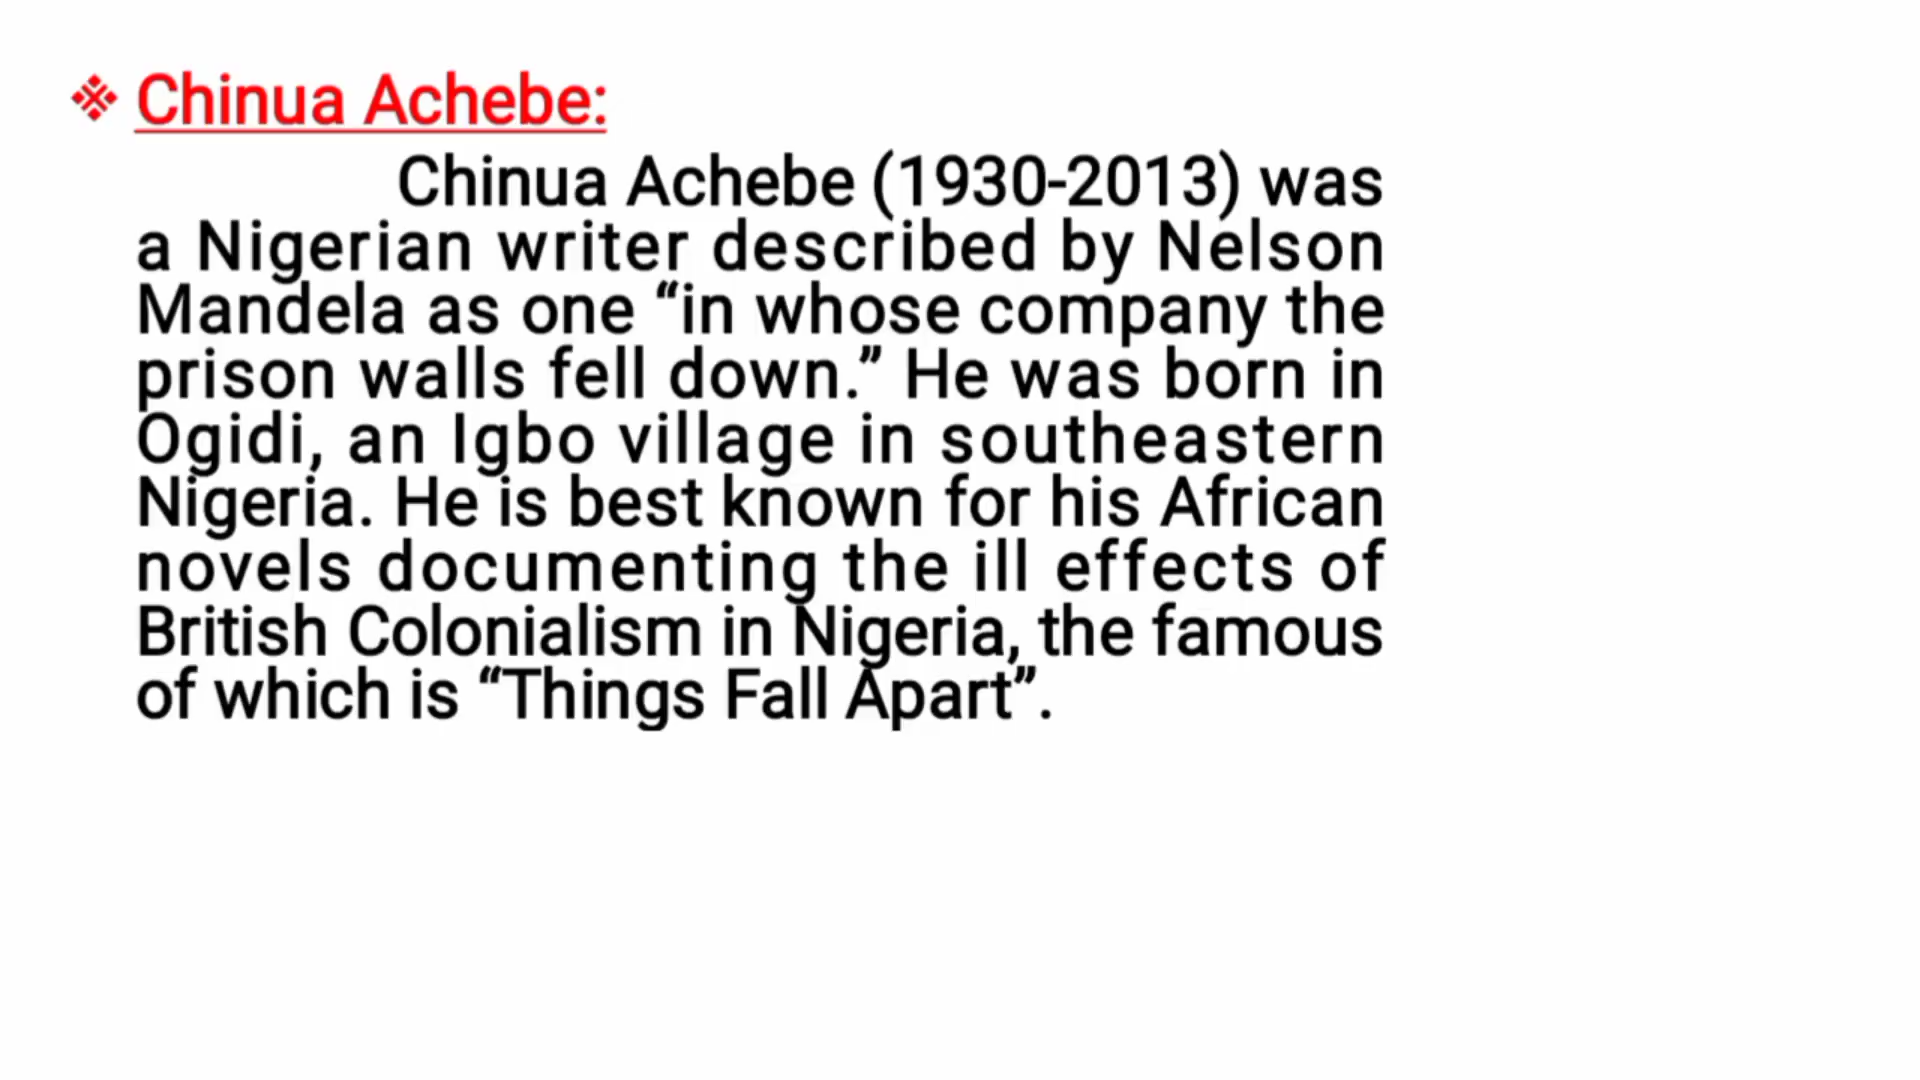 ❖ Chinua Achebe:
Chinua Achebe (1930-2013) was
a Nigerian writer described by Nelson
Mandela as one “in whose company the
prison walls fell down.” He was born in
Ogidi, an Igbo village in southeastern
Nigeria. He is best known for his African
novels documenting the ill effects of
British Colonialism in Nigeria, the famous
of which is “Things Fall Apart”.